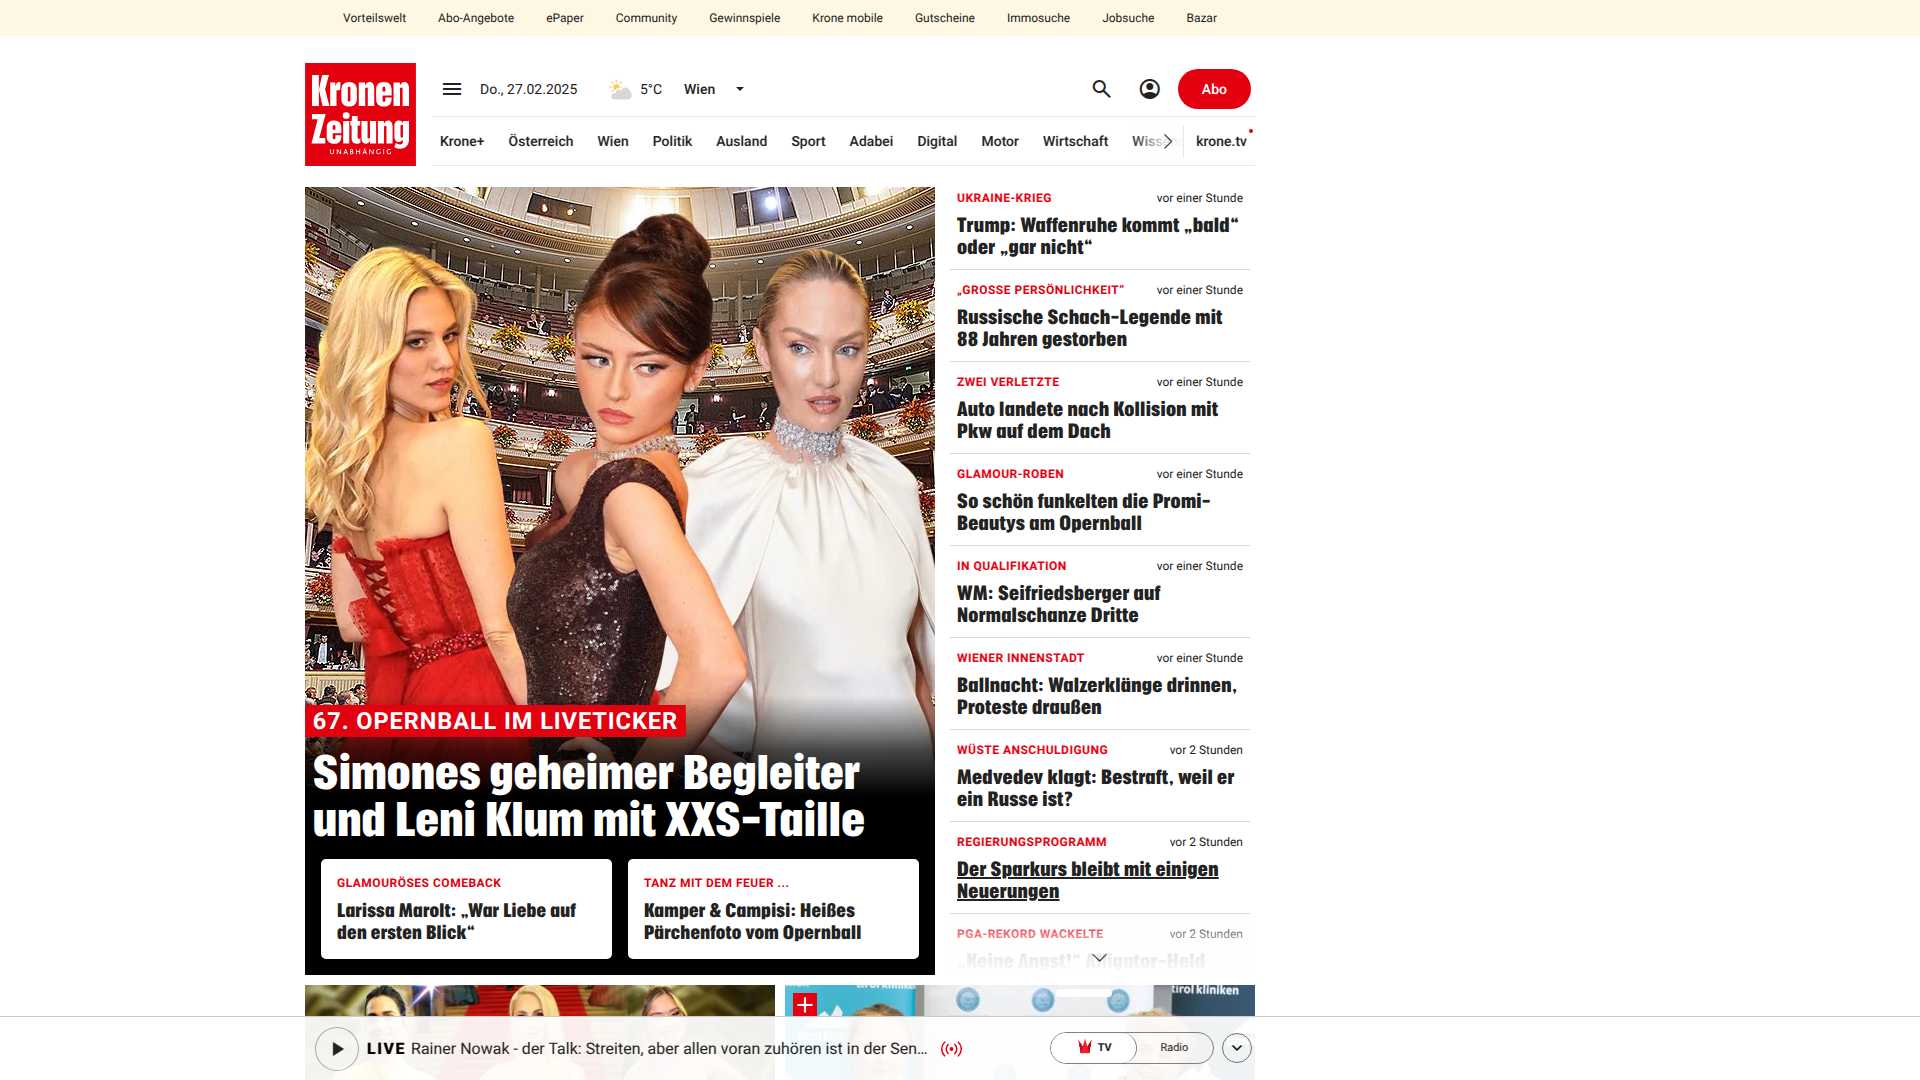 Vorteilswelt Abo-Angebote ePaper Community Gewinnspiele Krone mobile Gutscheine Immosuche Jobsuche Bazar
Kronen
Zeitung
UNABHÄNGIG
Do., 27.02.2025 5°C Wien
Abo
Krone+ Österreich Wien Politik Ausland Sport Adabei Digital Motor Wirtschaft krone.tv
67. OPERNBALL IM LIVETICKER
Simones geheimer Begleiter
und Leni Klum mit XXS-Taille
GLAMOURÖSES COMEBACK
Larissa Marolt: „War Liebe auf
den ersten Blick“
TANZ MIT DEM FEUER ...
Kamper & Campisi: Heißes
Pärchenfoto vom Opernball
UKRAINE-KRIEG vor einer Stunde
Trump: Waffenruhe kommt „bald“
oder „gar nicht“
„GROSSE PERSÖNLICHKEIT“ vor einer Stunde
Russische Schach-Legende mit
88 Jahren gestorben
ZWEI VERLETZTE vor einer Stunde
Auto landete nach Kollision mit
Pkw auf dem Dach
GLAMOUR-ROBEN vor einer Stunde
So schön funkelten die Promi-
Beautys am Opernball
IN QUALIFIKATION vor einer Stunde
WM: Seifriedsberger auf
Normalschanze Dritte
WIENER INNENSTADT vor einer Stunde
Ballnacht: Walzerklänge drinnen,
Proteste draußen
WÜSTE ANSCHULDIGUNG vor 2 Stunden
Medvedev klagt: Bestraft, weil er
ein Russe ist?
REGIERUNGSPROGRAMM vor 2 Stunden
Der Sparkurs bleibt mit einigen
Neuerungen
PGA-REKORD WACKELTE vor 2 Stunden
„Keine Angst!“ Alligator-Held
tirol kliniken
LIVE Rainer Nowak - der Talk: Streiten, aber allen voran zuhören ist in der Sen...
TV Radio